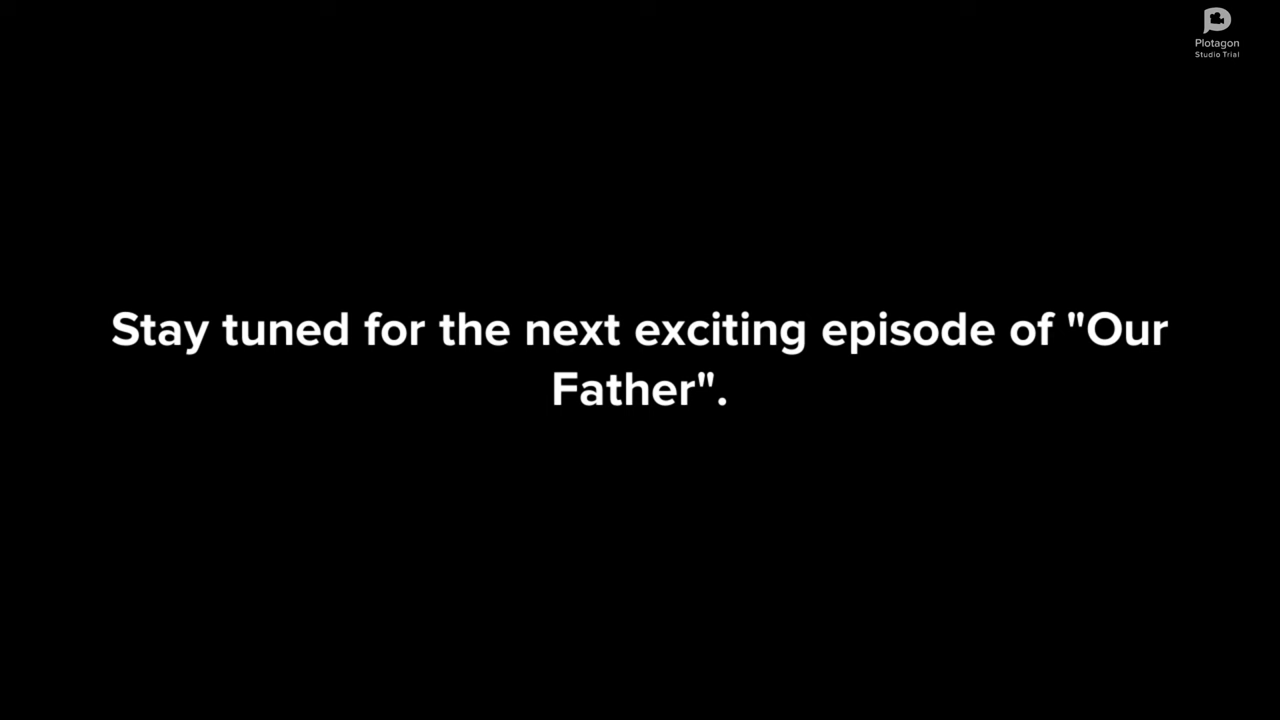 Plotagon
Studio Trial
Stay tuned for the next exciting episode of "Our
Father".